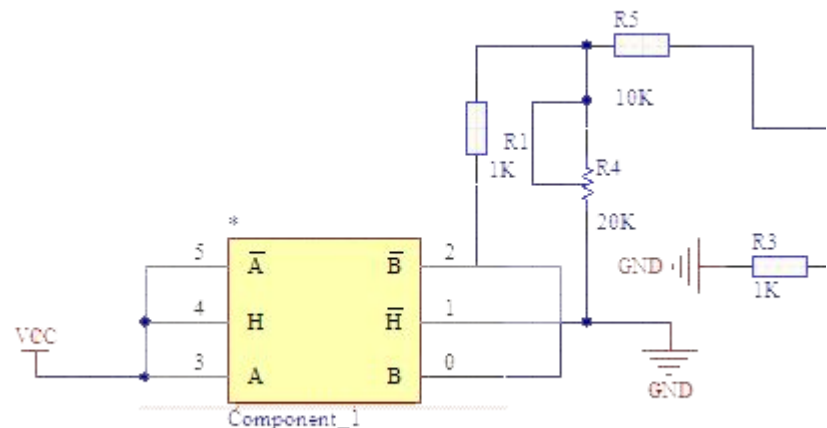 R5
10K
R1
1K
R4
20K
*
5 A̅ B̅ 2
4 H H̅ 1
3 A B 0
VCC
GND
R3
1K
GND
Component_1